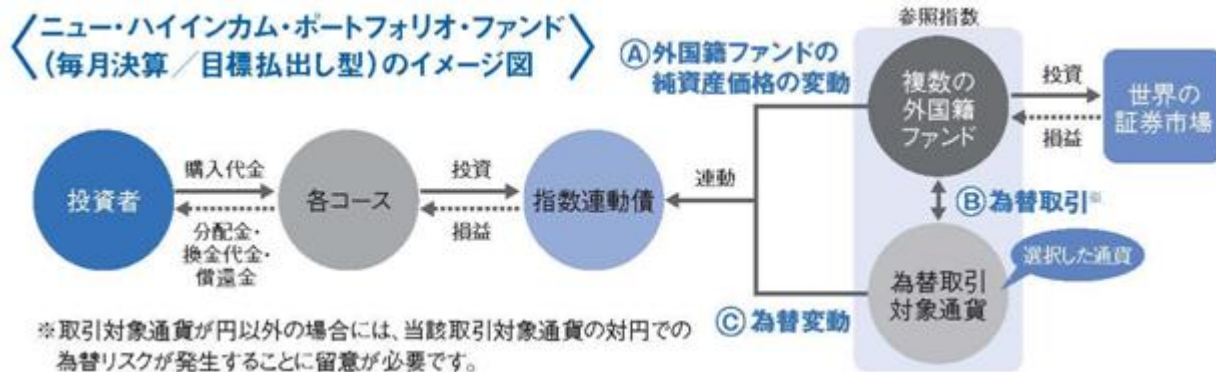 ニュー・ハイインカム・ポートフォリオ・ファンド
(毎月決算／目標払出し型)のイメージ図
投資者
購入代金
分配金・
換金代金・
償還金
各コース
投資
損益
指数連動債
連動
Ⓐ外国籍ファンドの
純資産価格の変動
参照指数
複数の
外国籍
ファンド
投資
損益
世界の
証券市場
Ⓑ為替取引※
為替取引
対象通貨
選択した通貨
Ⓒ為替変動
※取引対象通貨が円以外の場合には、当該取引対象通貨の対円での
為替リスクが発生することに留意が必要です。